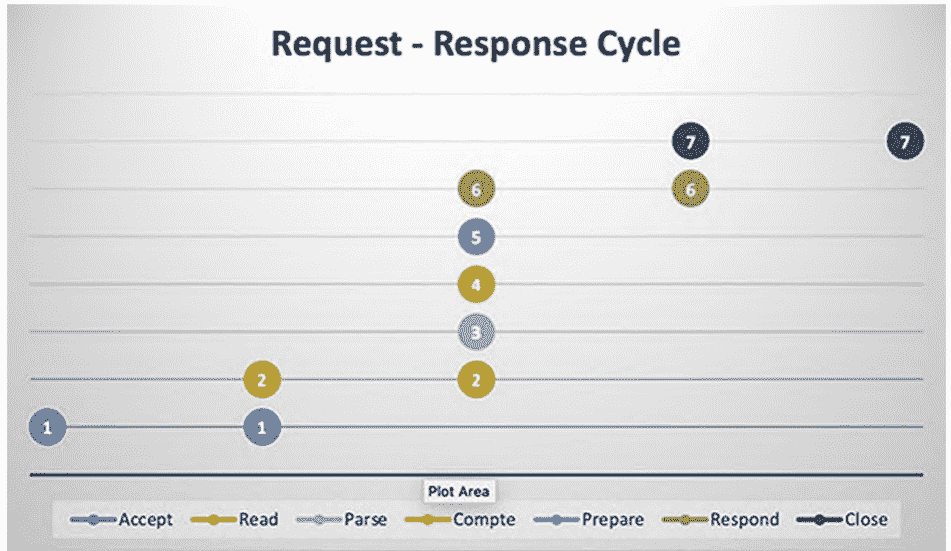 Request - Response Cycle
7 7
6 6
5
4
3
2 2
1 1
Plot Area
Accept Read Parse Compte Prepare Respond Close